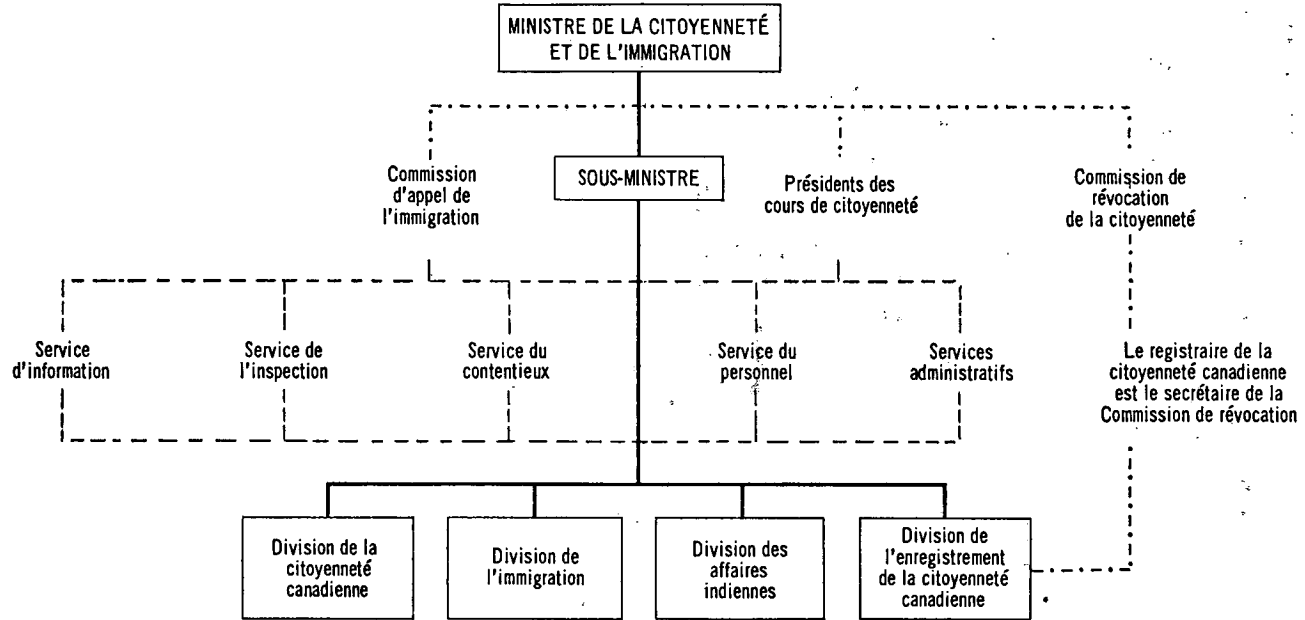 MINISTRE DE LA CITOYENNETÉ
ET DE L'IMMIGRATION
Commission
d'appel de
l'immigration
SOUS-MINISTRE
Présidents des
cours de citoyenneté
Commission de
révocation
de la citoyenneté
Service
d'information
Service de
l'inspection
Service du
contentieux
Service du
personnel
Services
administratifs
Le registraire de la
citoyenneté canadienne
est le secrétaire de la
Commission de révocation
Division de la
citoyenneté
canadienne
Division de
l'immigration
Division des
affaires
indiennes
Division de
l'enregistrement
de la citoyenneté
canadienne